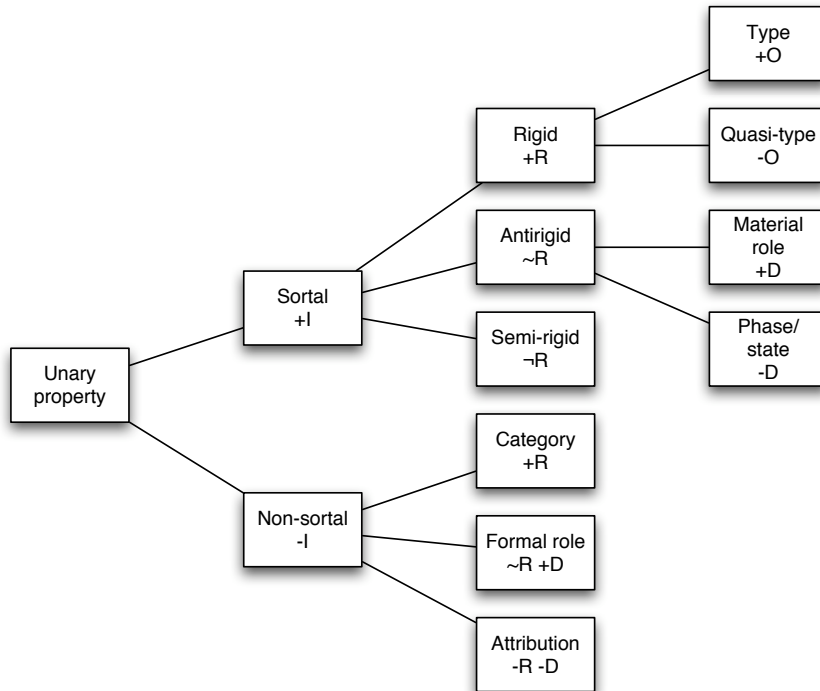 Type
+O
Rigid
+R
Quasi-type
-O
Antirigid
~R
Material
role
+D
Sortal
+I
Semi-rigid
¬R
Phase/
state
-D
Unary
property
Category
+R
Non-sortal
-I
Formal role
~R +D
Attribution
-R -D